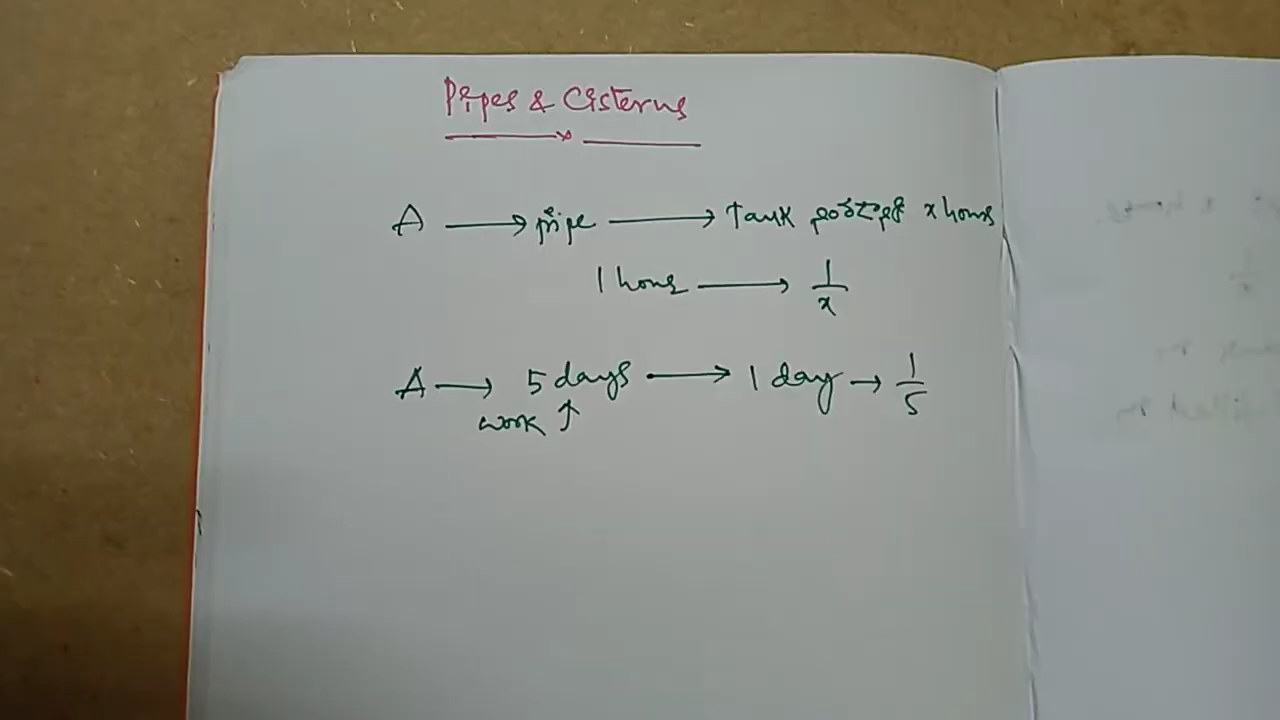 Pipes & Cisterns
A → pipe → Tank x hours
1 hour → 1/x
A → 5 days → 1 day → 1/5
work ↑